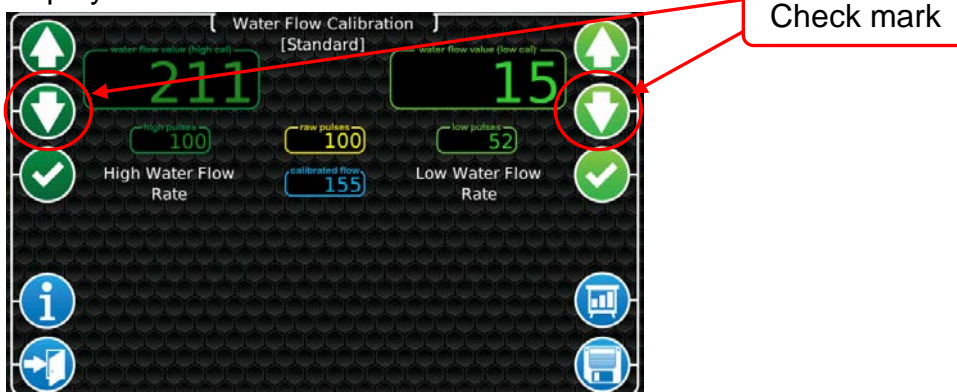 Check mark
Water Flow Calibration
[Standard]
water flow value (high cal)
water flow value (low cal)
211
15
high pulses
raw pulses
low pulses
100
100
52
High Water Flow
Rate
calibrated flow
155
Low Water Flow
Rate